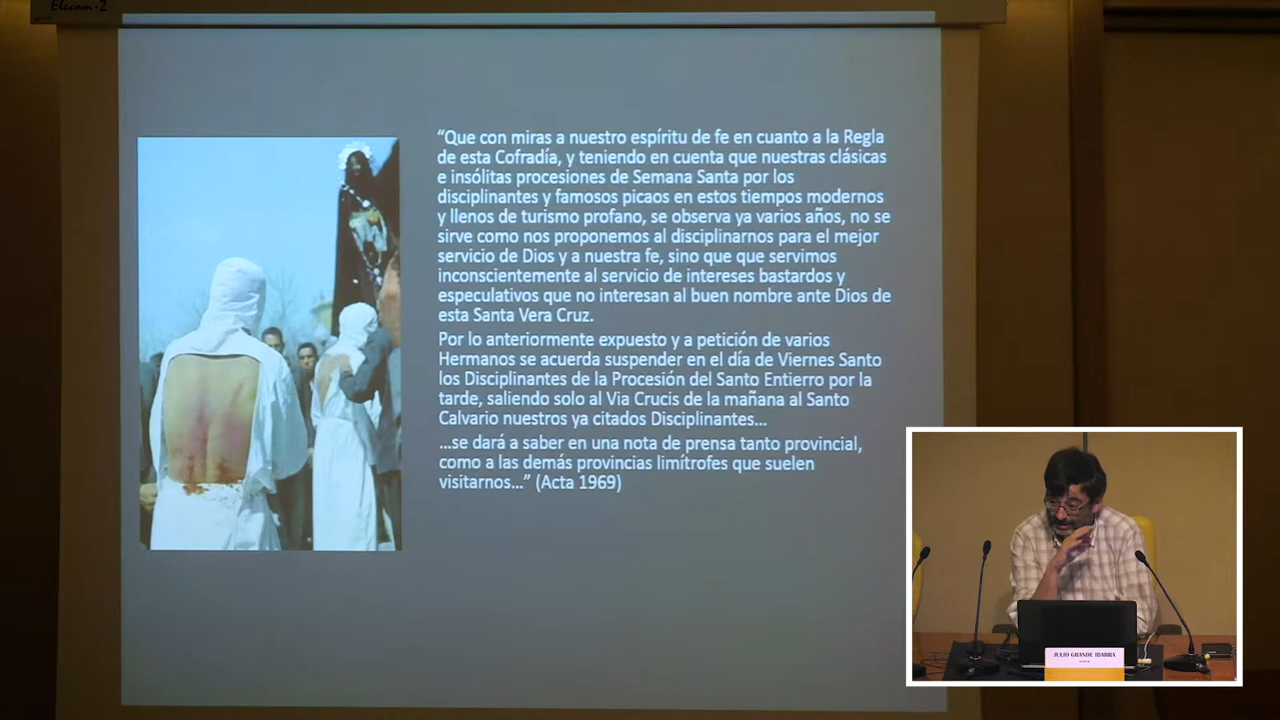 Elecom-2
“Que con miras a nuestro espíritu de fe en cuanto a la Regla
de esta Cofradía, y teniendo en cuenta que nuestras clásicas
e insólitas procesiones de Semana Santa por los
disciplinantes y famosos picaos en estos tiempos modernos
y llenos de turismo profano, se observa ya varios años, no se
sirve como nos proponemos al disciplinarnos para el mejor
servicio de Dios y a nuestra fe, sino que que servimos
inconscientemente al servicio de intereses bastardos y
especulativos que no interesan al buen nombre ante Dios de
esta Santa Vera Cruz.
Por lo anteriormente expuesto y a petición de varios
Hermanos se acuerda suspender en el día de Viernes Santo
los Disciplinantes de la Procesión del Santo Entierro por la
tarde, saliendo solo al Via Crucis de la mañana al Santo
Calvario nuestros ya citados Disciplinantes...
...se dará a saber en una nota de prensa tanto provincial,
como a las demás provincias limítrofes que suelen
visitarnos...” (Acta 1969)
JULIO GRANDE IBARRA